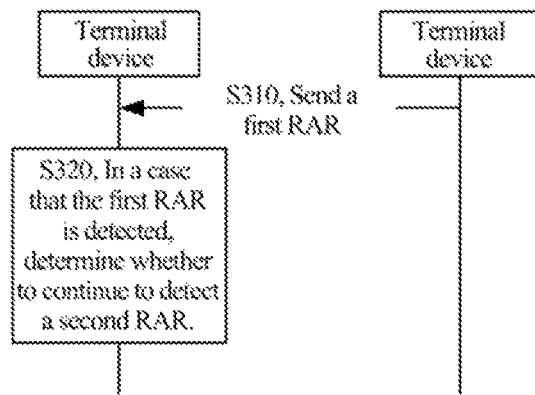 Terminal
device
Terminal
device
S310, Send a
first RAR
S320, In a case
that the first RAR
is detected,
determine whether
to continue to detect
a second RAR.